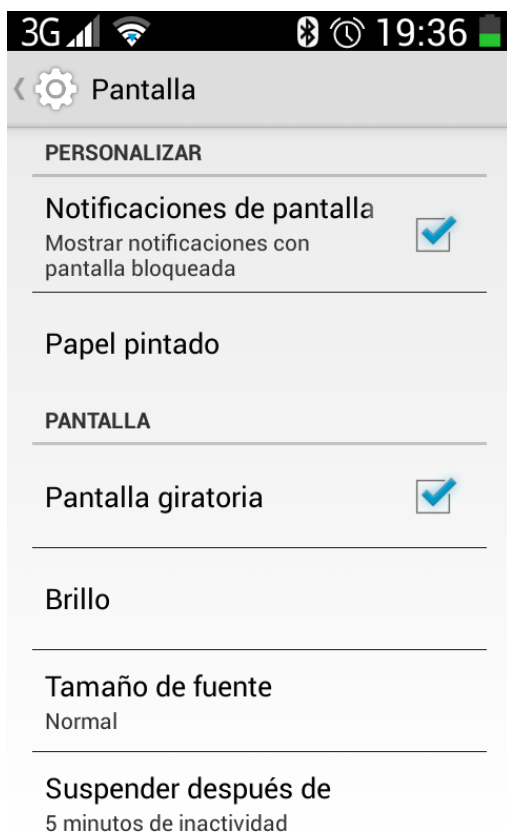 3G 19:36
Pantalla
PERSONALIZAR
Notificaciones de pantalla
Mostrar notificaciones con
pantalla bloqueada
Papel pintado
PANTALLA
Pantalla giratoria
Brillo
Tamaño de fuente
Normal
Suspender después de
5 minutos de inactividad